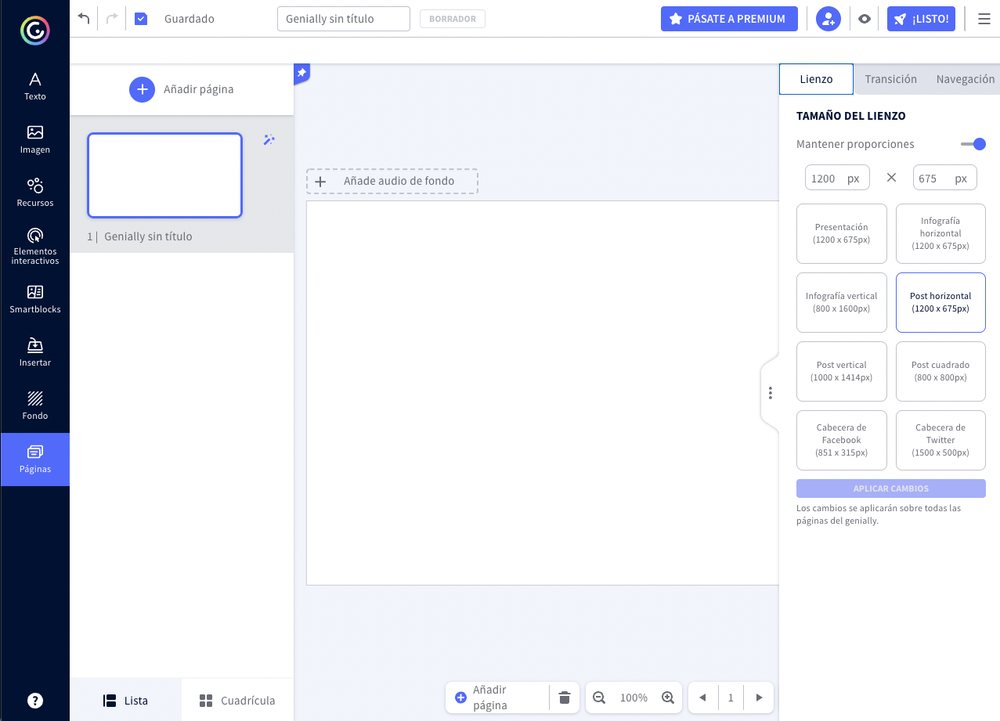 Guardado
Genially sin título
BORRADOR
PÁSATE A PREMIUM
¡LISTO!
Texto
Imagen
Recursos
Elementos
interactivos
Smartblocks
Insertar
Fondo
Páginas
?
Añadir página
1 | Genially sin título
Lista
Cuadrícula
Añade audio de fondo
Añadir
página
100%
1
Lienzo
Transición
Navegación
TAMAÑO DEL LIENZO
Mantener proporciones
1200 px × 675 px
Presentación
(1200 x 675px)
Infografía
horizontal
(1200 x 675px)
Infografía vertical
(800 x 1600px)
Post horizontal
(1200 x 675px)
Post vertical
(1000 x 1414px)
Post cuadrado
(800 x 800px)
Cabecera de
Facebook
(851 x 315px)
Cabecera de
Twitter
(1500 x 500px)
APLICAR CAMBIOS
Los cambios se aplicarán sobre todas las
páginas del genially.